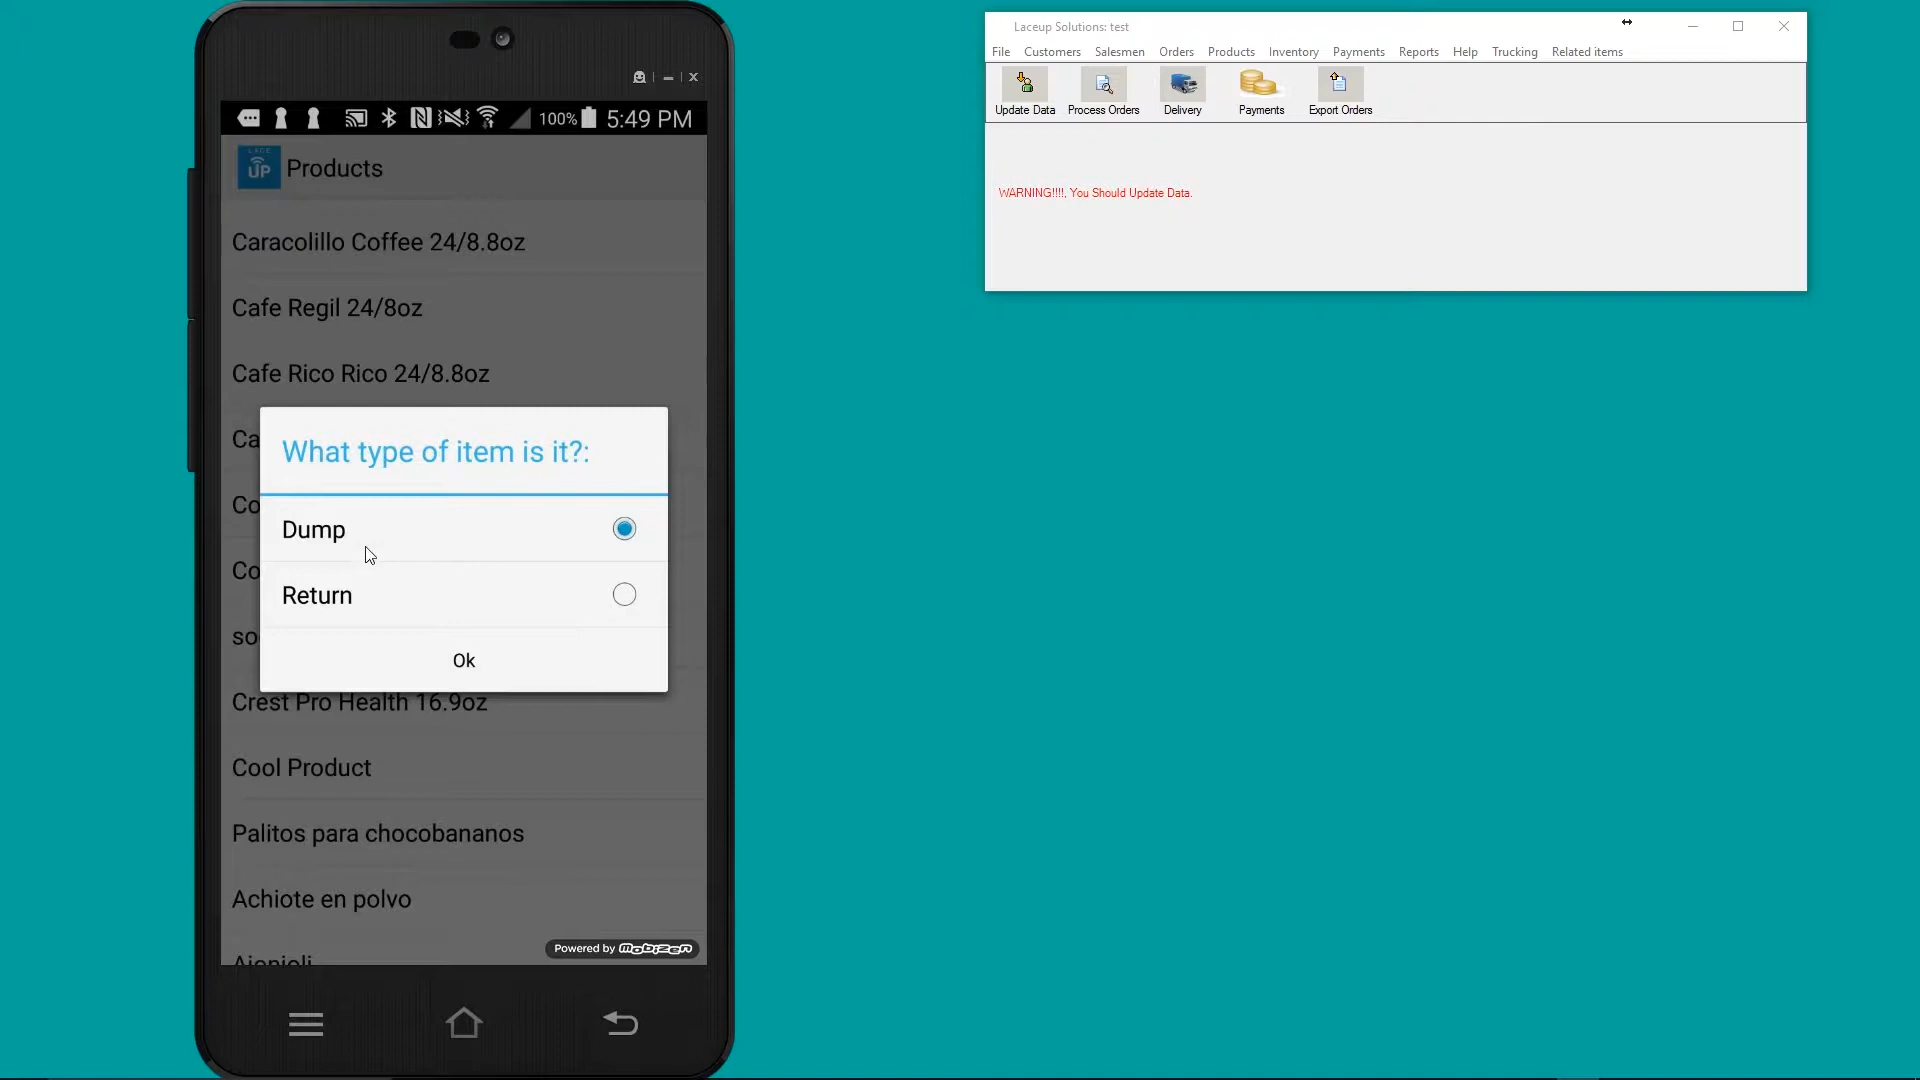 100% 5:49 PM
LACE
UP Products
Caracolillo Coffee 24/8.8oz
Cafe Regil 24/8oz
Cafe Rico Rico 24/8.8oz
Ca
What type of item is it?:
Co
Dump
Co
Return
so
Ok
Crest Pro Health 16.9oz
Cool Product
Palitos para chocobananos
Achiote en polvo
Powered by mobizen
Ajonjoli
Laceup Solutions: test
File Customers Salesmen Orders Products Inventory Payments Reports Help Trucking Related items
Update Data Process Orders Delivery Payments Export Orders
WARNING!!!!, You Should Update Data.